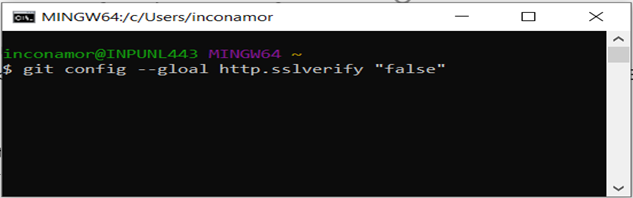 MINGW64:/c/Users/inconamor
inconamor@INPUNL443 MINGW64 ~
$ git config --gloal http.sslverify "false"